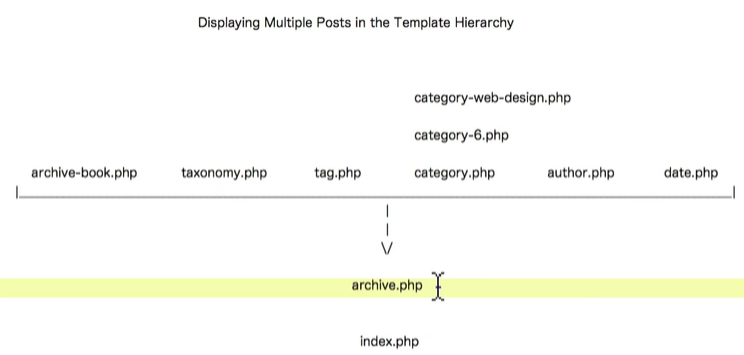 Displaying Multiple Posts in the Template Hierarchy
category-web-design.php
category-6.php
archive-book.php taxonomy.php tag.php category.php author.php date.php
archive.php
index.php